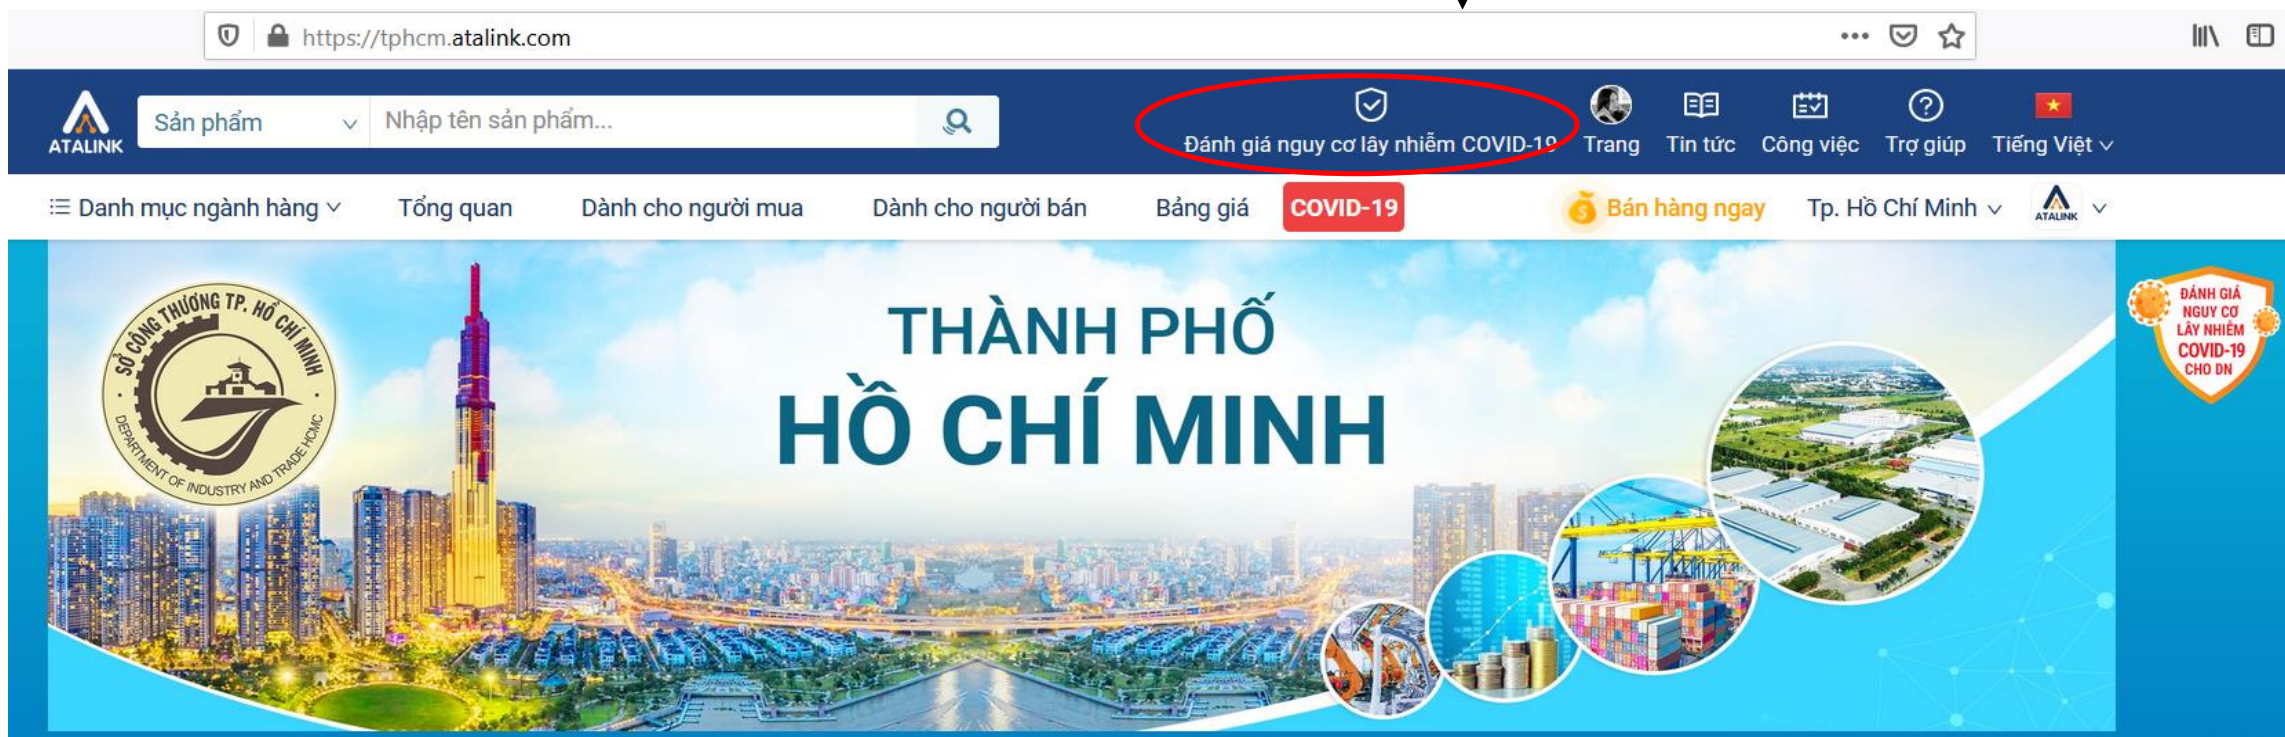 https://tphcm.atalink.com
ATALINK
Sản phẩm
Nhập tên sản phẩm...
Đánh giá nguy cơ lây nhiễm COVID-19
Trang
Tin tức
Công việc
Trợ giúp
Tiếng Việt
Danh mục ngành hàng
Tổng quan
Dành cho người mua
Dành cho người bán
Bảng giá
COVID-19
Bán hàng ngay
Tp. Hồ Chí Minh
ATALINK
SỞ CÔNG THƯƠNG TP. HỒ CHÍ MINH
DEPARTMENT OF INDUSTRY AND TRADE HCMC
THÀNH PHỐ
HỒ CHÍ MINH
ĐÁNH GIÁ
NGUY CƠ
LÂY NHIỄM
COVID-19
CHO DN